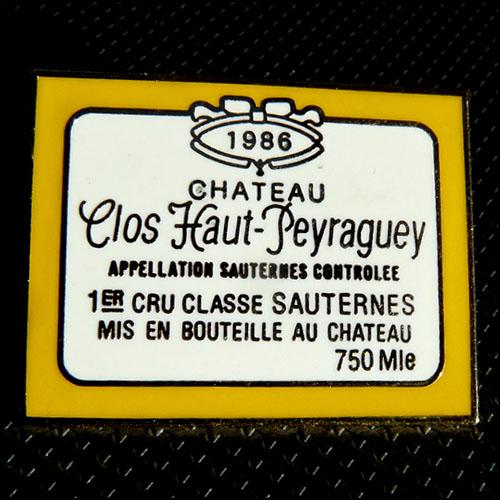 1986
CHATEAU
Clos Haut-Peyraguey
APPELLATION SAUTERNES CONTROLEE
1ER CRU CLASSE SAUTERNES
MIS EN BOUTEILLE AU CHATEAU
750 Mle